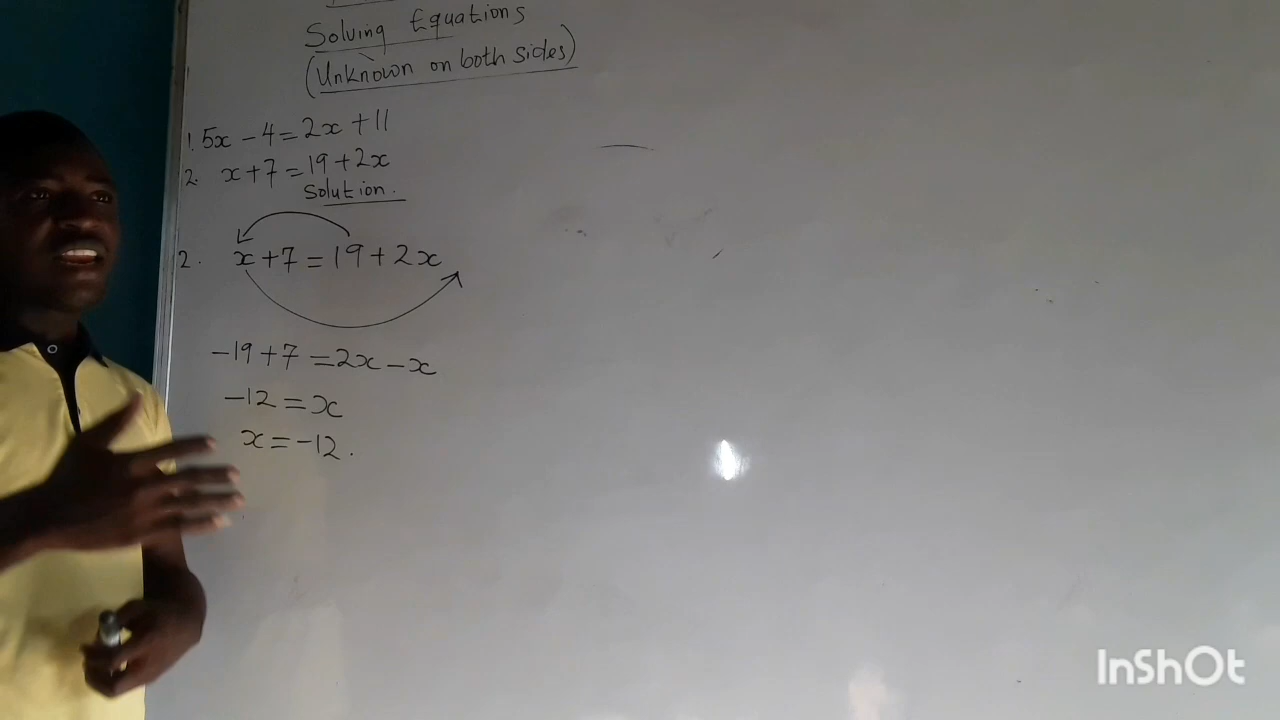 Solving Equations
(Unknown on both sides)
1. 5x - 4 = 2x + 11
2. x + 7 = 19 + 2x
Solution.
2. x + 7 = 19 + 2x
-19 + 7 = 2x - x
-12 = x
x = -12.
InShOt